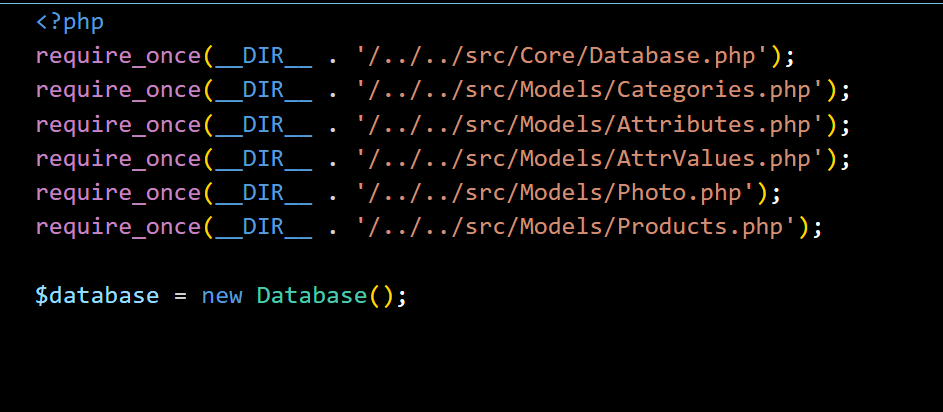 <?php
require_once(__DIR__ . '/../../src/Core/Database.php');
require_once(__DIR__ . '/../../src/Models/Categories.php');
require_once(__DIR__ . '/../../src/Models/Attributes.php');
require_once(__DIR__ . '/../../src/Models/AttrValues.php');
require_once(__DIR__ . '/../../src/Models/Photo.php');
require_once(__DIR__ . '/../../src/Models/Products.php');
$database = new Database();